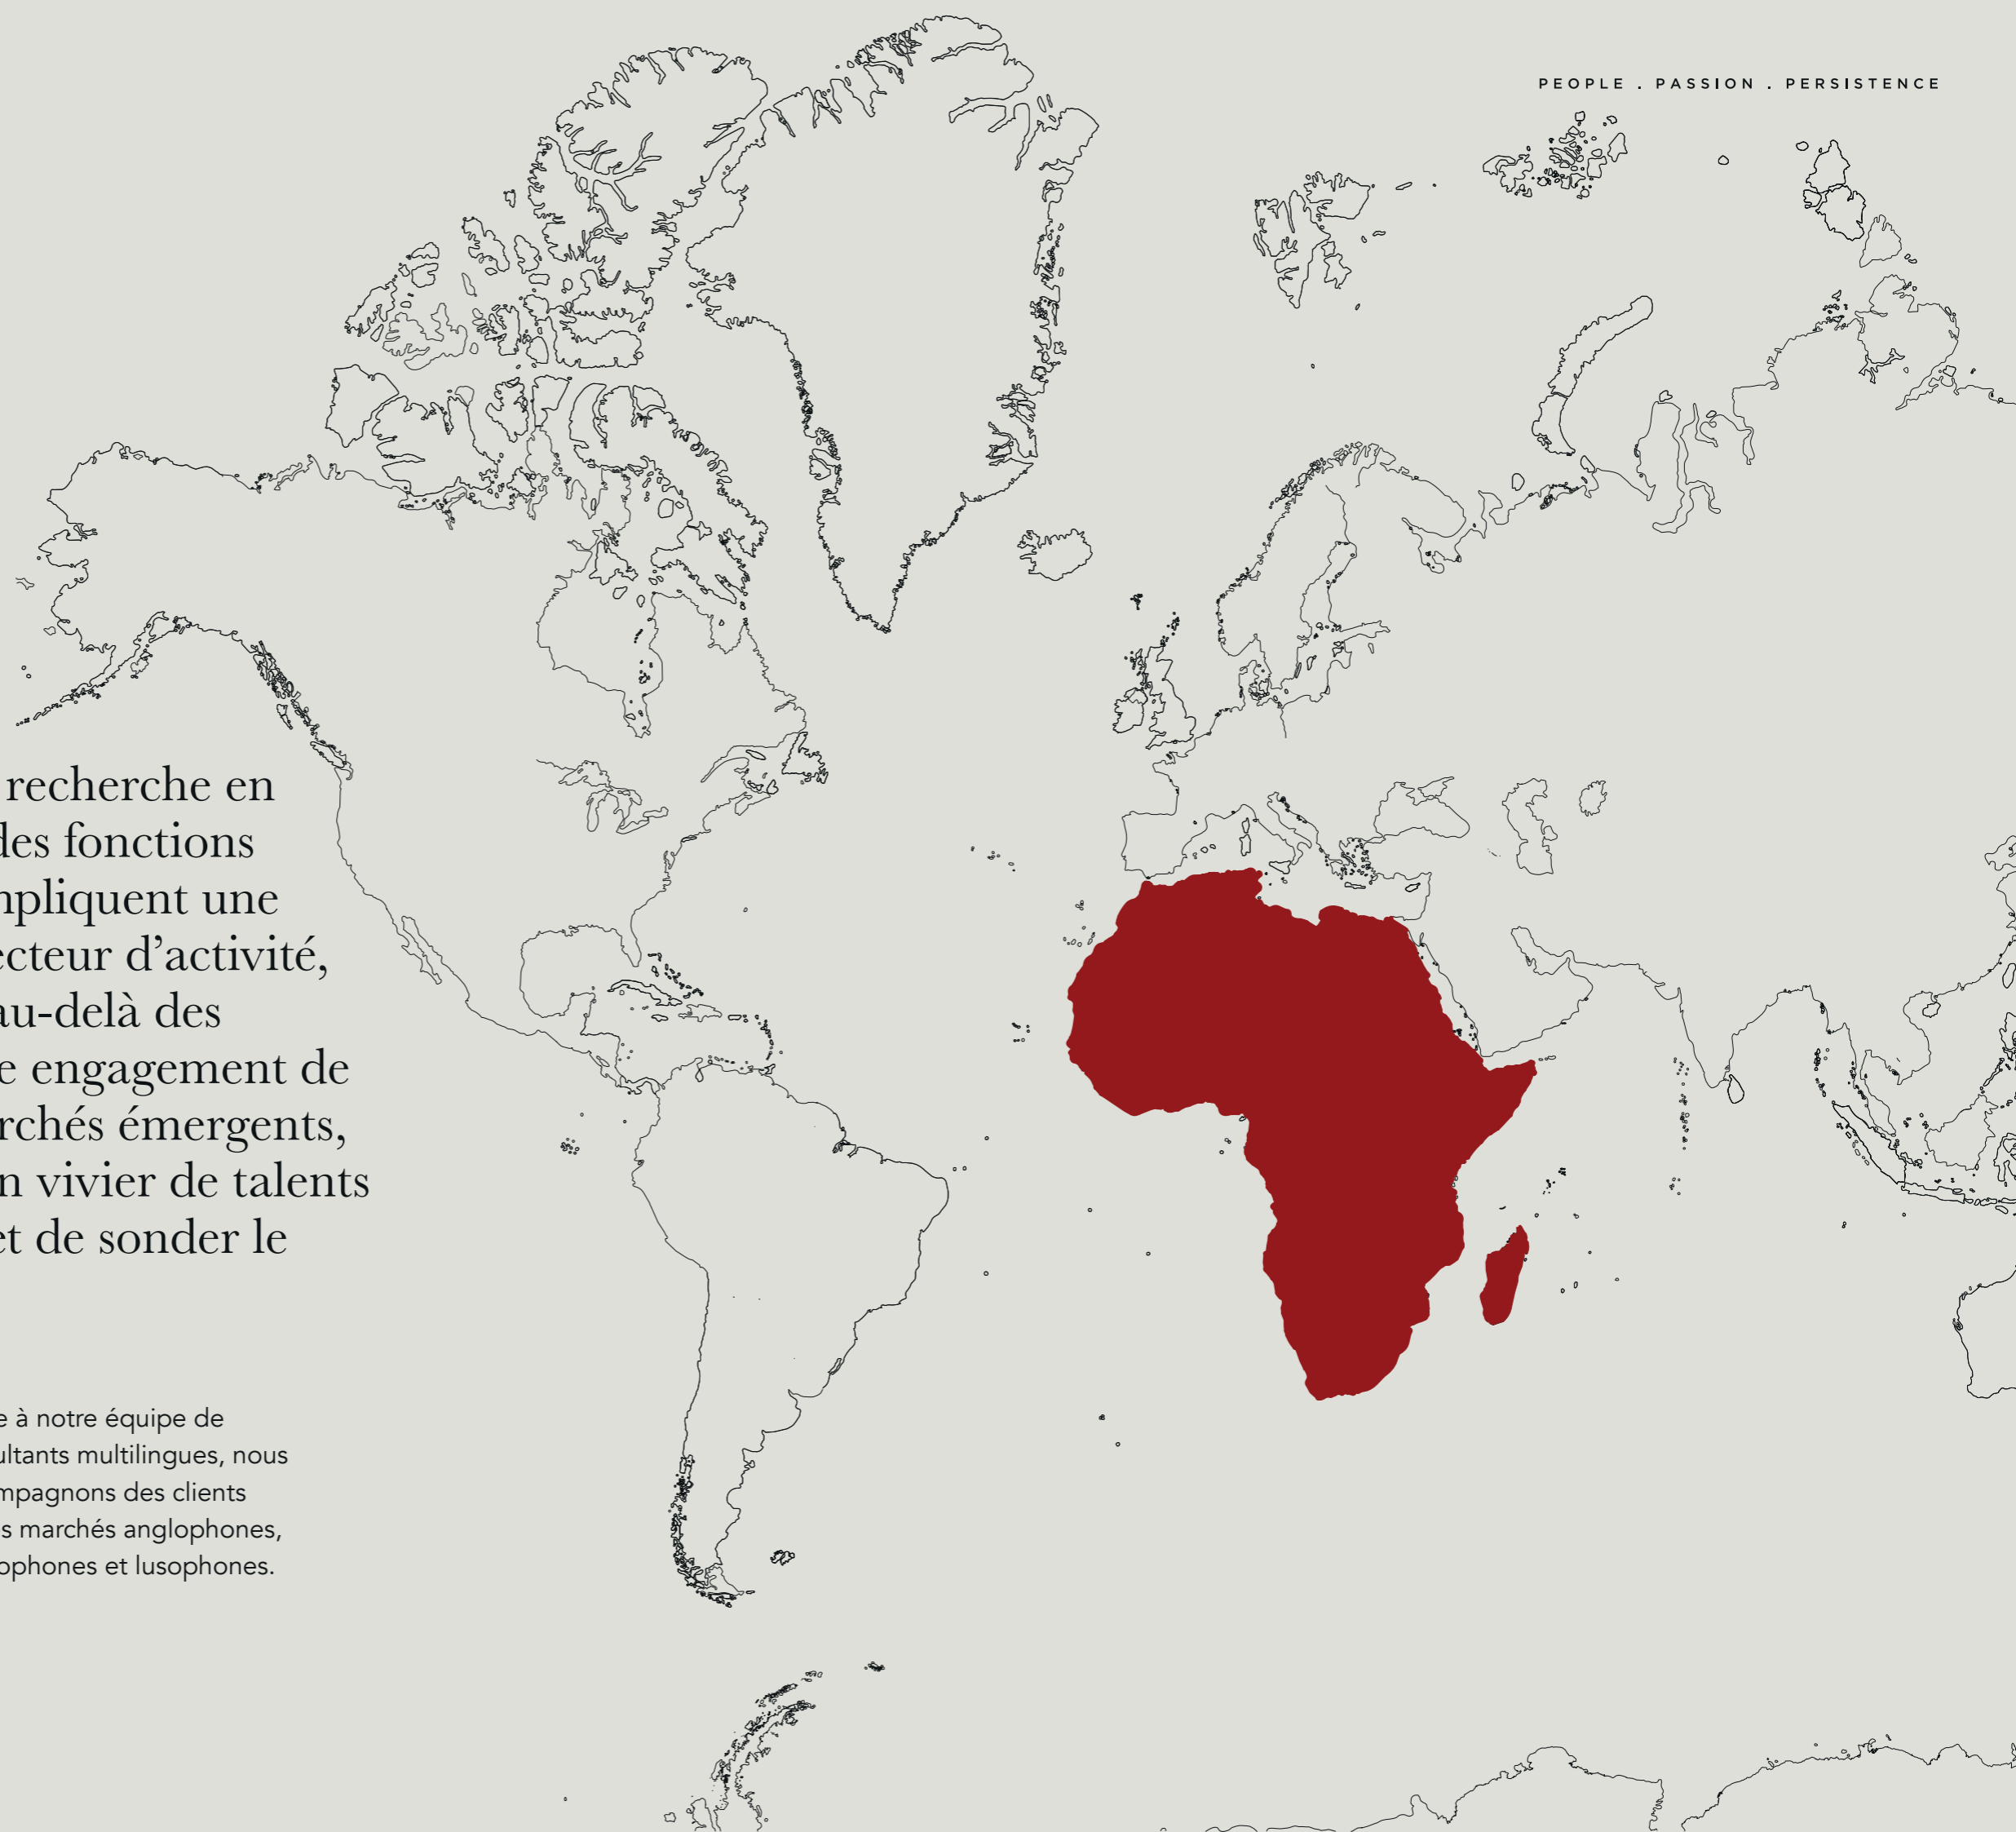 PEOPLE . PASSION . PERSISTENCE
recherche en
des fonctions
mpliquent une
ecteur d’activité,
au-delà des
e engagement de
rchés émergents,
n vivier de talents
et de sonder le
e à notre équipe de
ultants multilingues, nous
mpagnons des clients
s marchés anglophones,
ophones et lusophones.